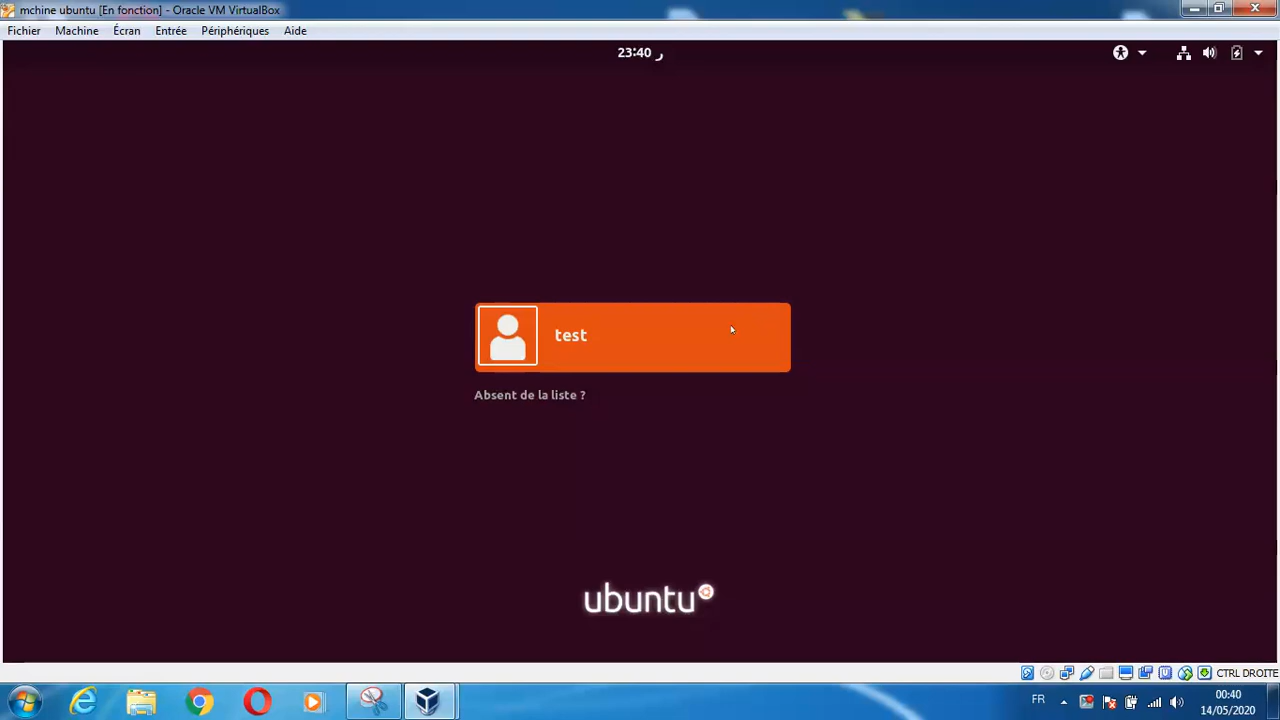 mchine ubuntu [En fonction] - Oracle VM VirtualBox
Fichier Machine Écran Entrée Périphériques Aide
23:40 ر
test
Absent de la liste ?
ubuntu
CTRL DROITE
FR
00:40
14/05/2020